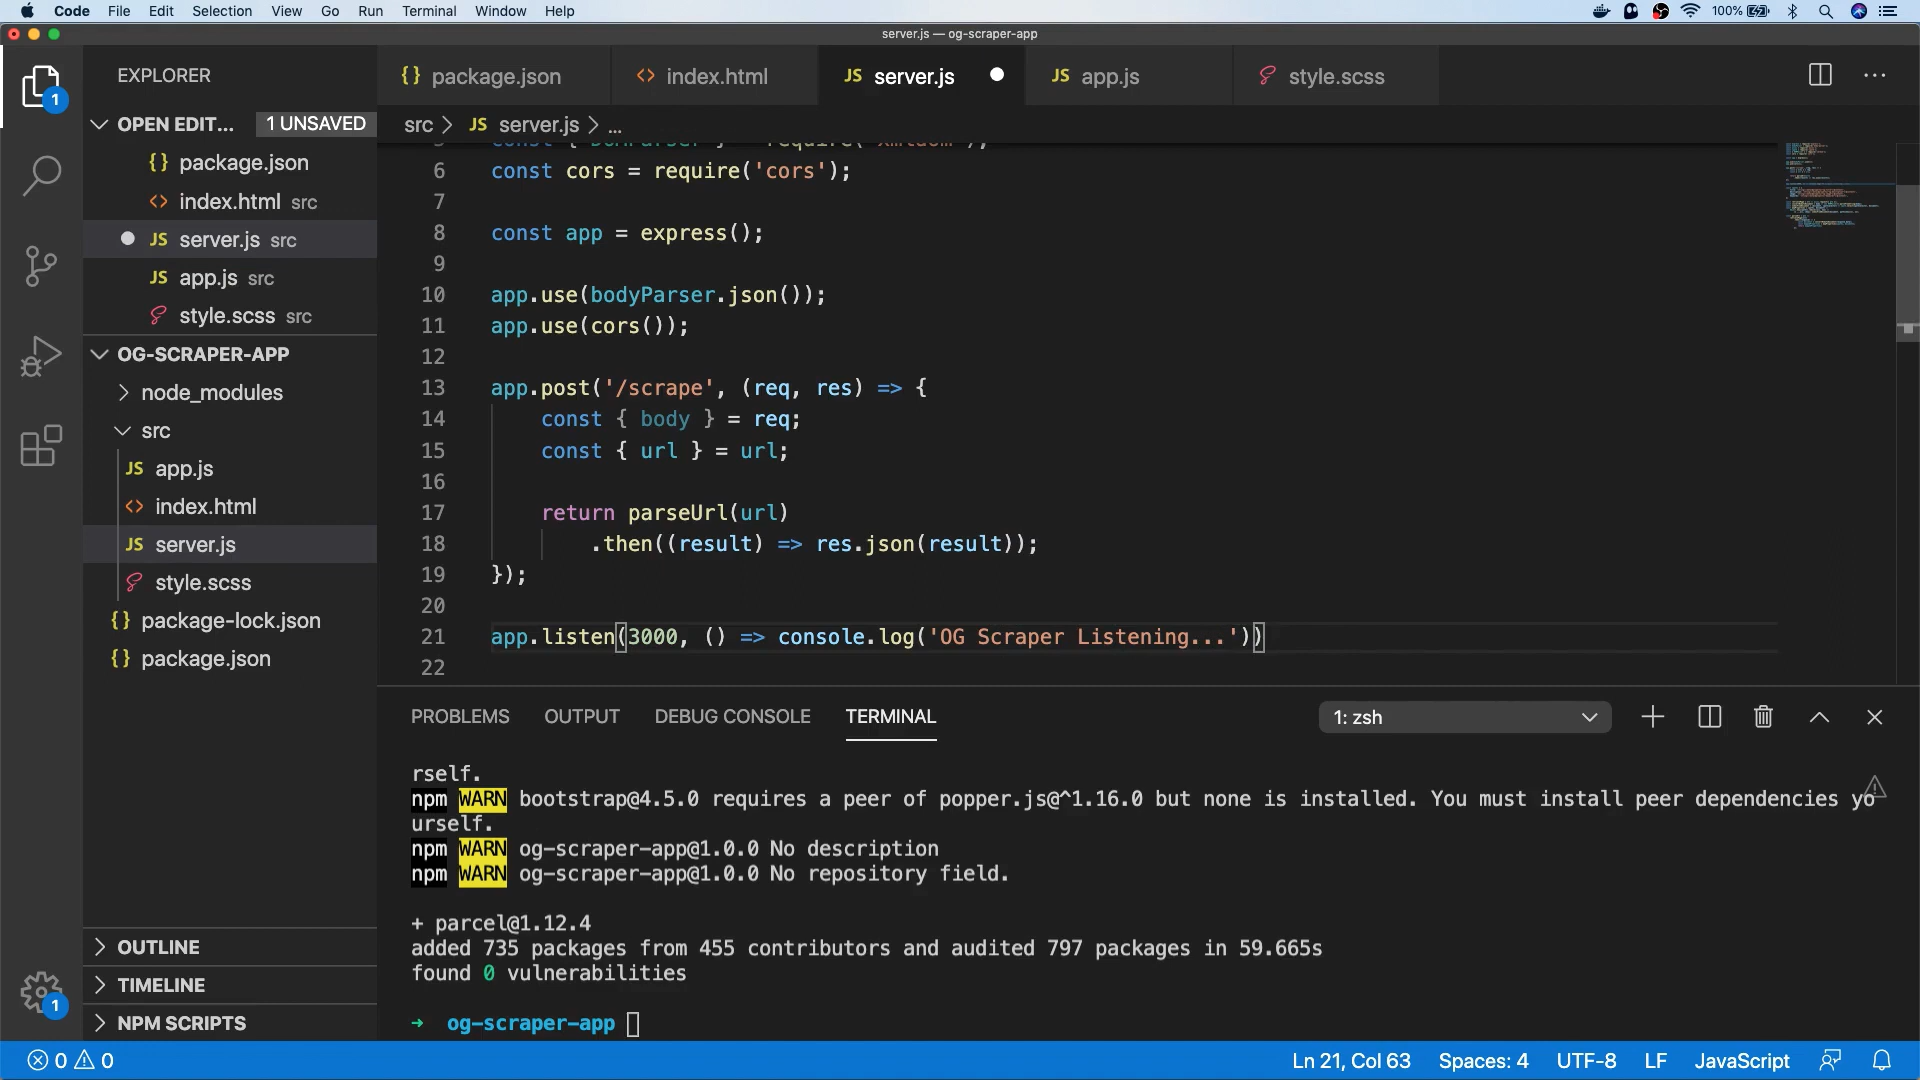 Code File Edit Selection View Go Run Terminal Window Help 100%
server.js — og-scraper-app
EXPLORER
1
OPEN EDIT... 1 UNSAVED
{} package.json
<> index.html src
JS server.js src
JS app.js src
style.scss src
OG-SCRAPER-APP
node_modules
src
JS app.js
<> index.html
JS server.js
style.scss
{} package-lock.json
{} package.json
OUTLINE
TIMELINE
NPM SCRIPTS
1
{} package.json <> index.html JS server.js JS app.js style.scss
src > JS server.js > ...
6 const cors = require('cors');
7
8 const app = express();
9
10 app.use(bodyParser.json());
11 app.use(cors());
12
13 app.post('/scrape', (req, res) => {
14 const { body } = req;
15 const { url } = url;
16
17 return parseUrl(url)
18 .then((result) => res.json(result));
19 });
20
21 app.listen(3000, () => console.log('OG Scraper Listening...'))
22
PROBLEMS OUTPUT DEBUG CONSOLE TERMINAL 1: zsh
rself.
npm WARN bootstrap@4.5.0 requires a peer of popper.js@^1.16.0 but none is installed. You must install peer dependencies yo
urself.
npm WARN og-scraper-app@1.0.0 No description
npm WARN og-scraper-app@1.0.0 No repository field.
+ parcel@1.12.4
added 735 packages from 455 contributors and audited 797 packages in 59.665s
found 0 vulnerabilities
→ og-scraper-app
0 0 Ln 21, Col 63 Spaces: 4 UTF-8 LF JavaScript